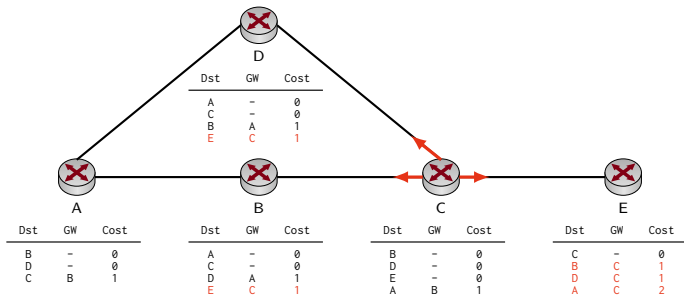 D
Dst GW Cost
A – 0
C – 0
B A 1
E C 1
A
Dst GW Cost
B – 0
D – 0
C B 1
B
Dst GW Cost
A – 0
C – 0
D A 1
E C 1
C
Dst GW Cost
B – 0
D – 0
E – 0
A B 1
E
Dst GW Cost
C – 0
B C 1
D C 1
A C 2